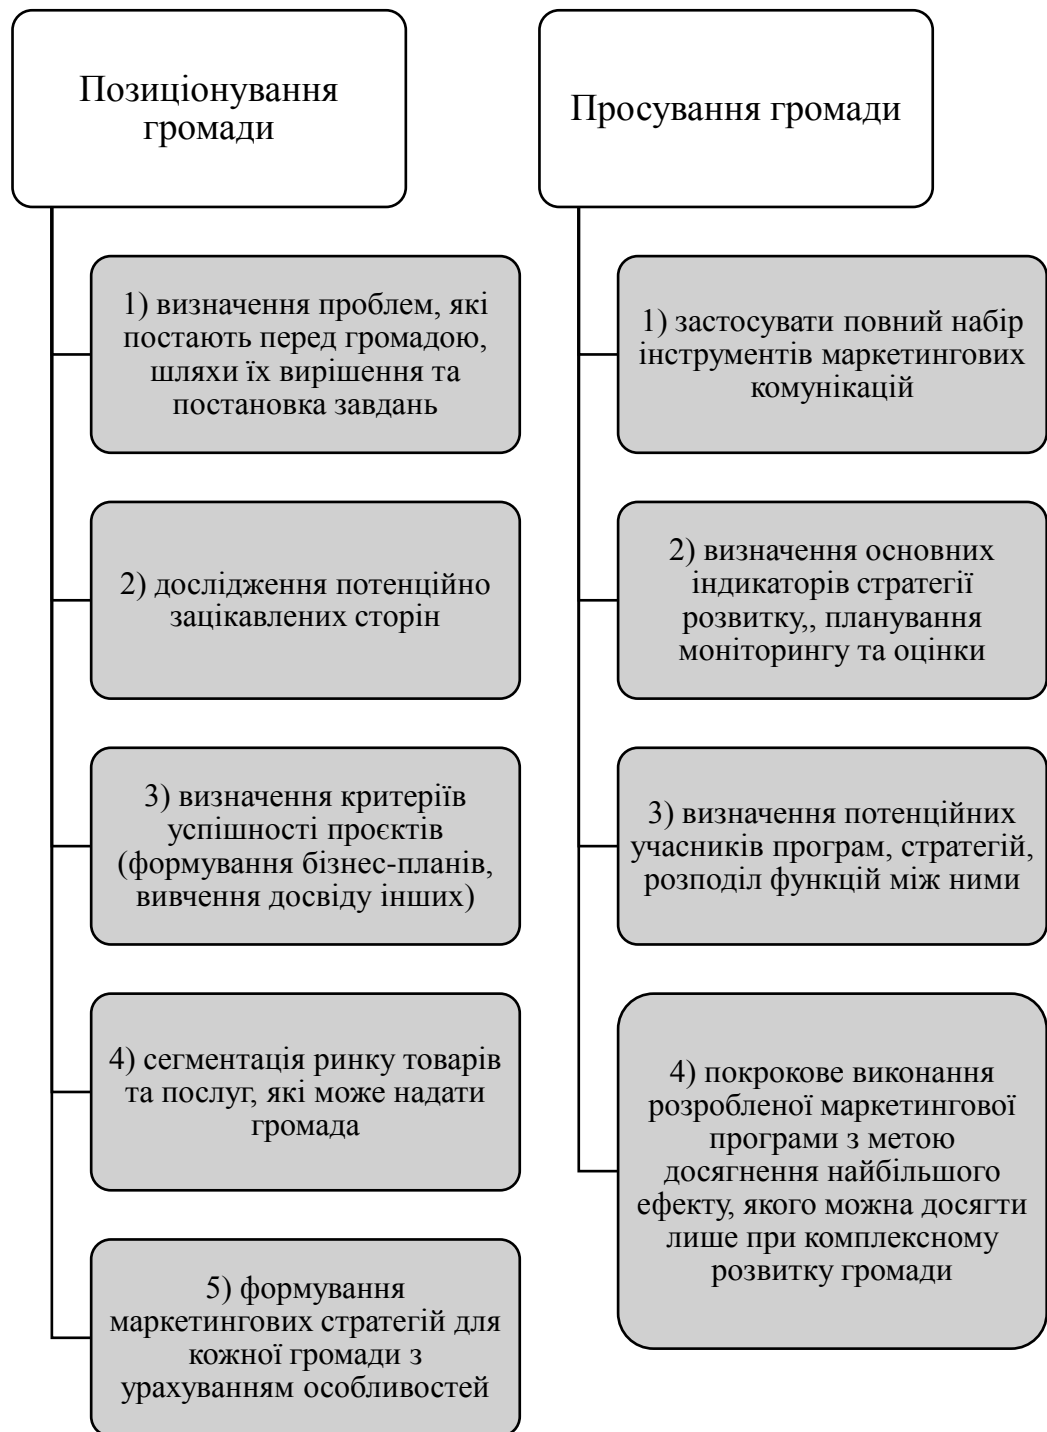 Позиціонування
громади
1) визначення проблем, які
постають перед громадою,
шляхи їх вирішення та
постановка завдань
2) дослідження потенційно
зацікавлених сторін
3) визначення критеріїв
успішності проєктів
(формування бізнес-планів,
вивчення досвіду інших)
4) сегментація ринку товарів
та послуг, які може надати
громада
5) формування
маркетингових стратегій для
кожної громади з
урахуванням особливостей
Просування громади
1) застосувати повний набір
інструментів маркетингових
комунікацій
2) визначення основних
індикаторів стратегії
розвитку,, планування
моніторингу та оцінки
3) визначення потенційних
учасників програм, стратегій,
розподіл функцій між ними
4) покрокове виконання
розробленої маркетингової
програми з метою
досягнення найбільшого
ефекту, якого можна досягти
лише при комплексному
розвитку громади